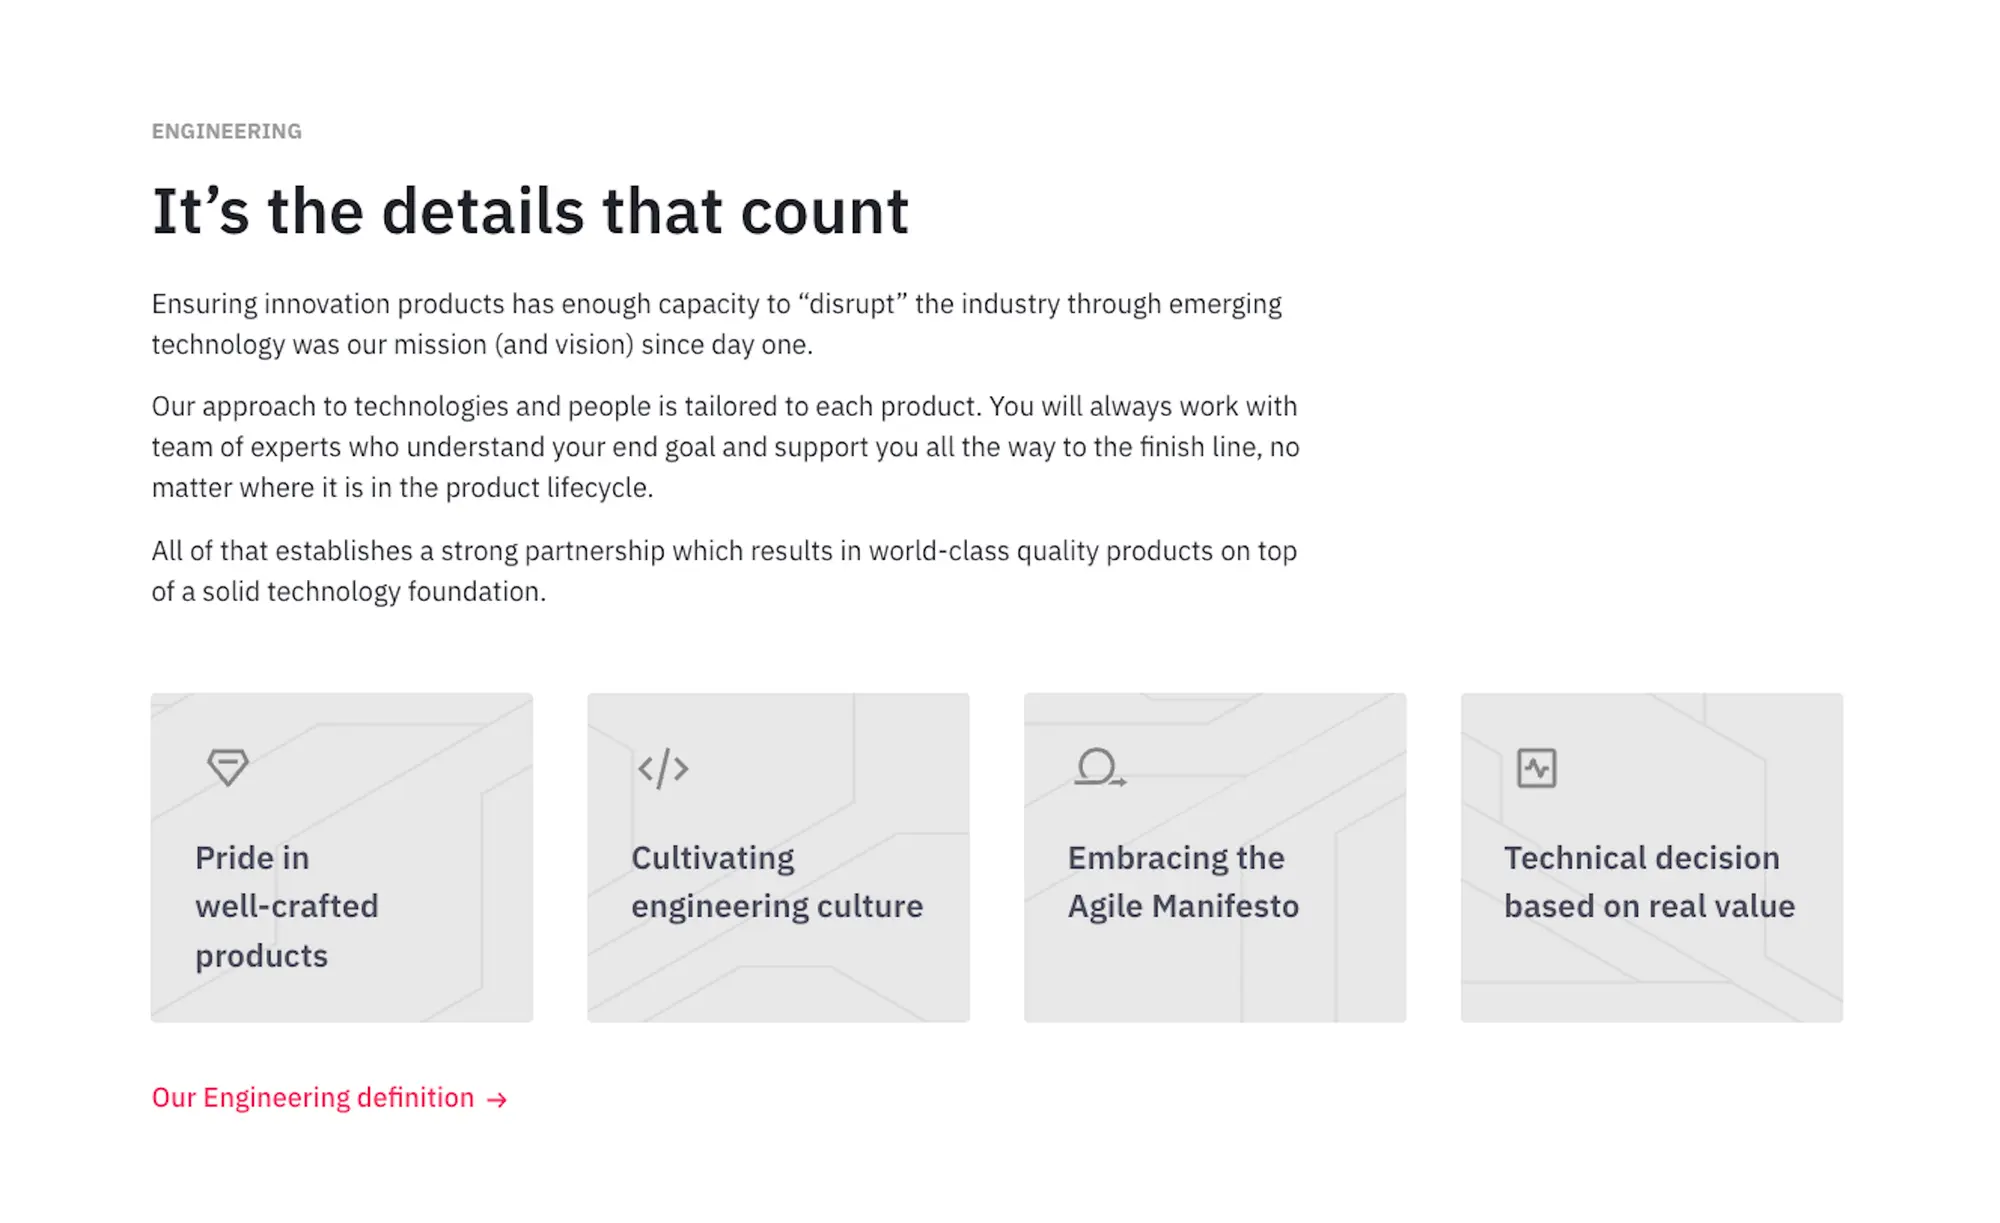 ENGINEERING
It’s the details that count
Ensuring innovation products has enough capacity to “disrupt” the industry through emerging
technology was our mission (and vision) since day one.
Our approach to technologies and people is tailored to each product. You will always work with
team of experts who understand your end goal and support you all the way to the finish line, no
matter where it is in the product lifecycle.
All of that establishes a strong partnership which results in world-class quality products on top
of a solid technology foundation.
Pride in
well-crafted
products
Cultivating
engineering culture
Embracing the
Agile Manifesto
Technical decision
based on real value
Our Engineering definition →